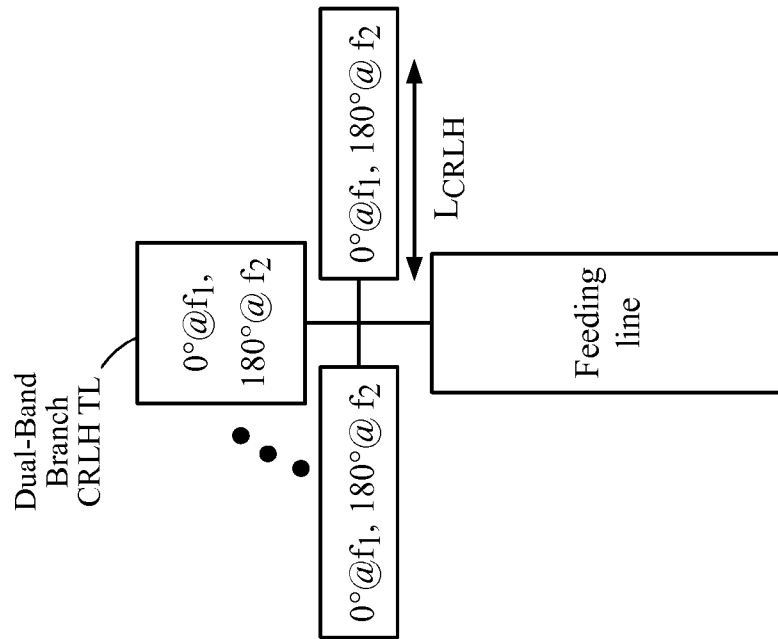 Dual-Band
Branch
CRLH TL
0°@f1,
180°@ f2
0°@f1, 180°@ f2
0°@f1, 180°@ f2
LCRLH
Feeding
line